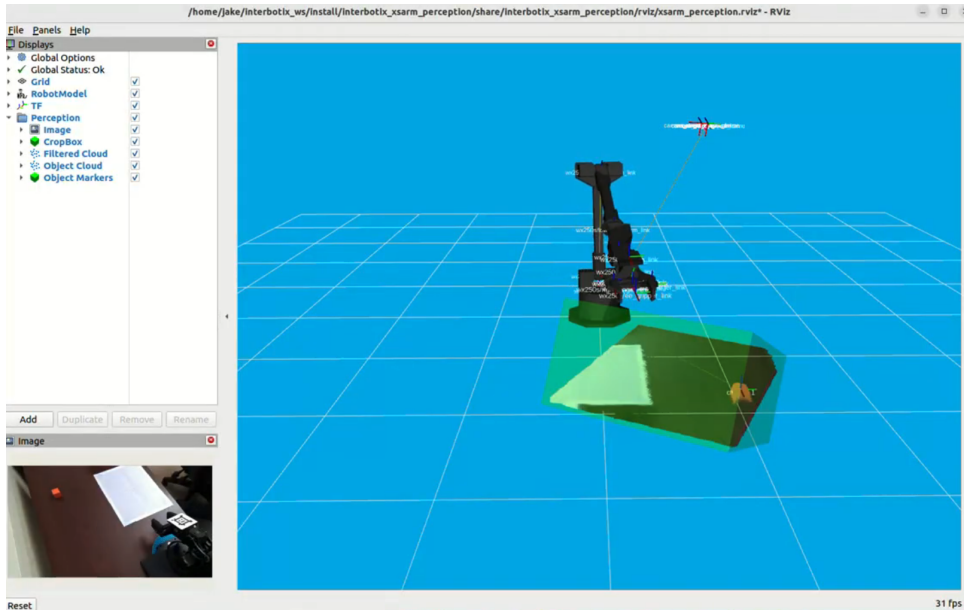 /home/jake/interbotix_ws/install/interbotix_xsarm_perception/share/interbotix_xsarm_perception/rviz/xsarm_perception.rviz* - RViz
File Panels Help
Displays
Global Options
Global Status: Ok
Grid
RobotModel
TF
Perception
Image
CropBox
Filtered Cloud
Object Cloud
Object Markers
Add Duplicate Remove Rename
Image
Reset
31 fps